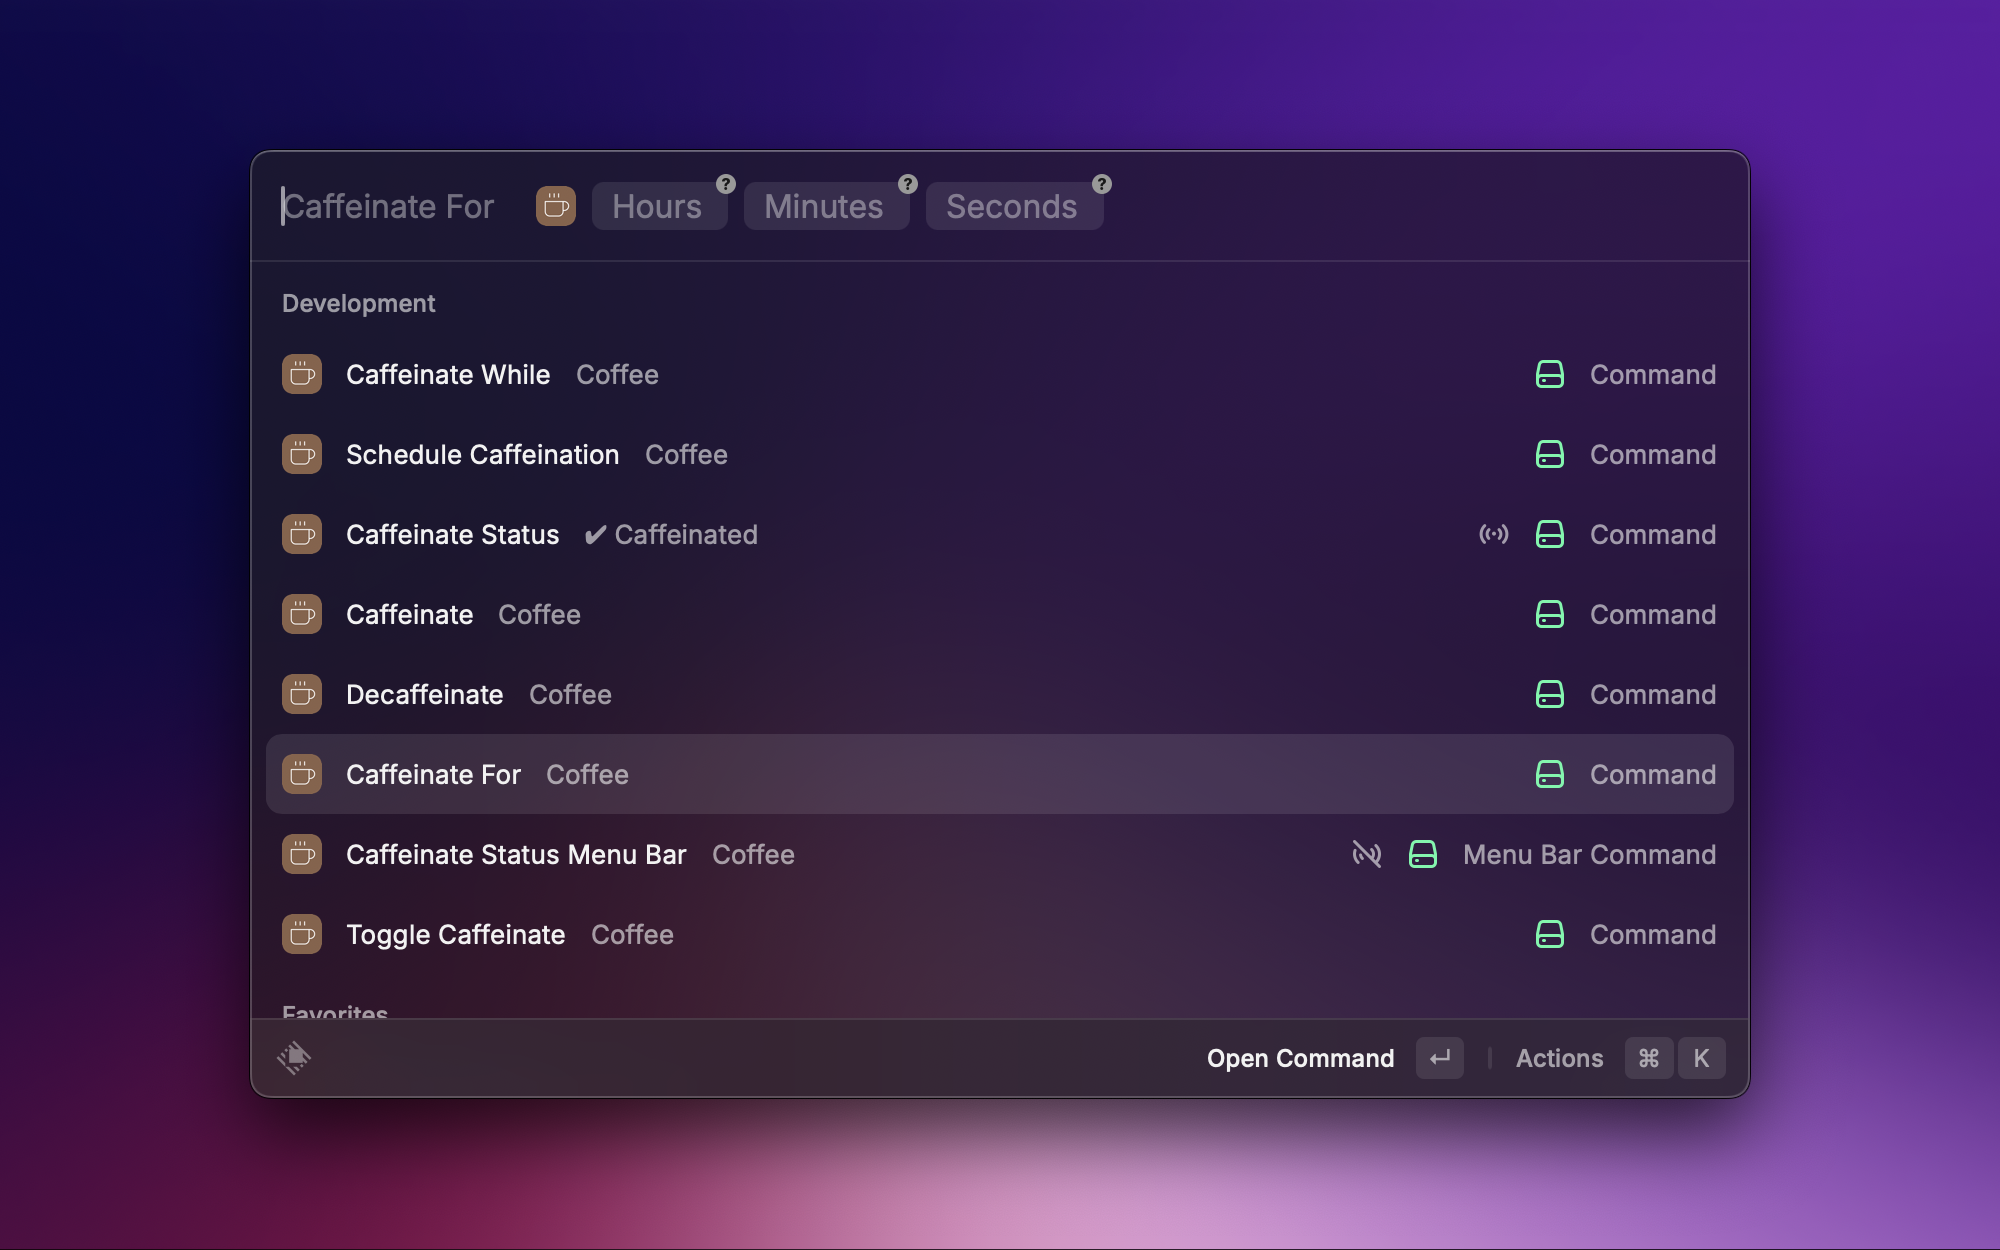 Caffeinate For Hours ? Minutes ? Seconds ?
Development
Caffeinate While Coffee Command
Schedule Caffeination Coffee Command
Caffeinate Status ✔ Caffeinated Command
Caffeinate Coffee Command
Decaffeinate Coffee Command
Caffeinate For Coffee Command
Caffeinate Status Menu Bar Coffee Menu Bar Command
Toggle Caffeinate Coffee Command
Favorites
Open Command ↵ Actions ⌘ K